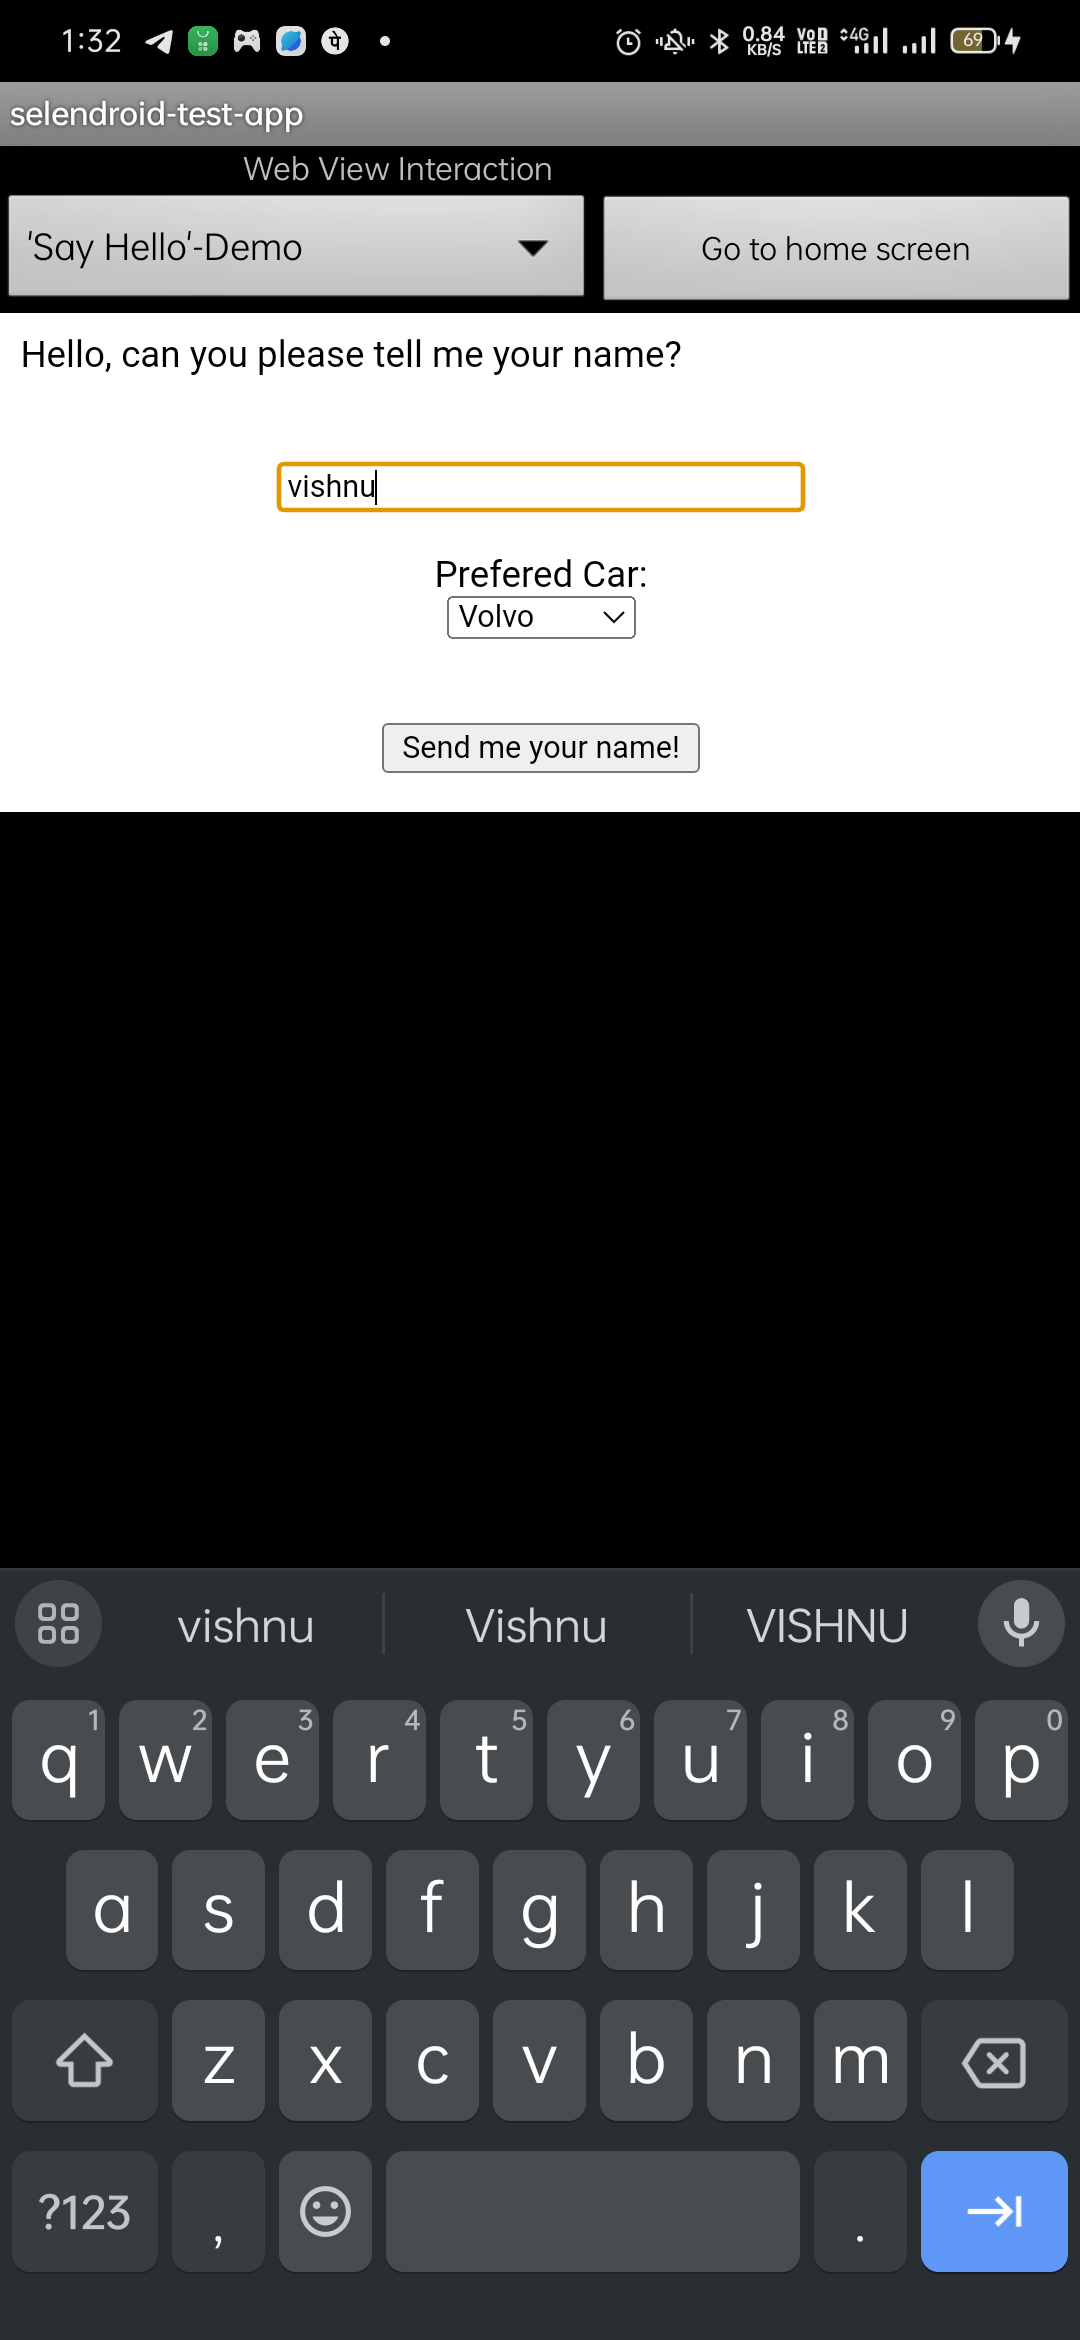 1:32 पे 0.84 KB/S VoD LTE2 4G 69
selendroid-test-app
Web View Interaction
'Say Hello'-Demo
Go to home screen
Hello, can you please tell me your name?
vishnu
Prefered Car:
Volvo
Send me your name!
vishnu Vishnu VISHNU
1 2 3 4 5 6 7 8 9 0
q w e r t y u i o p
a s d f g h j k l
z x c v b n m
?123 , .